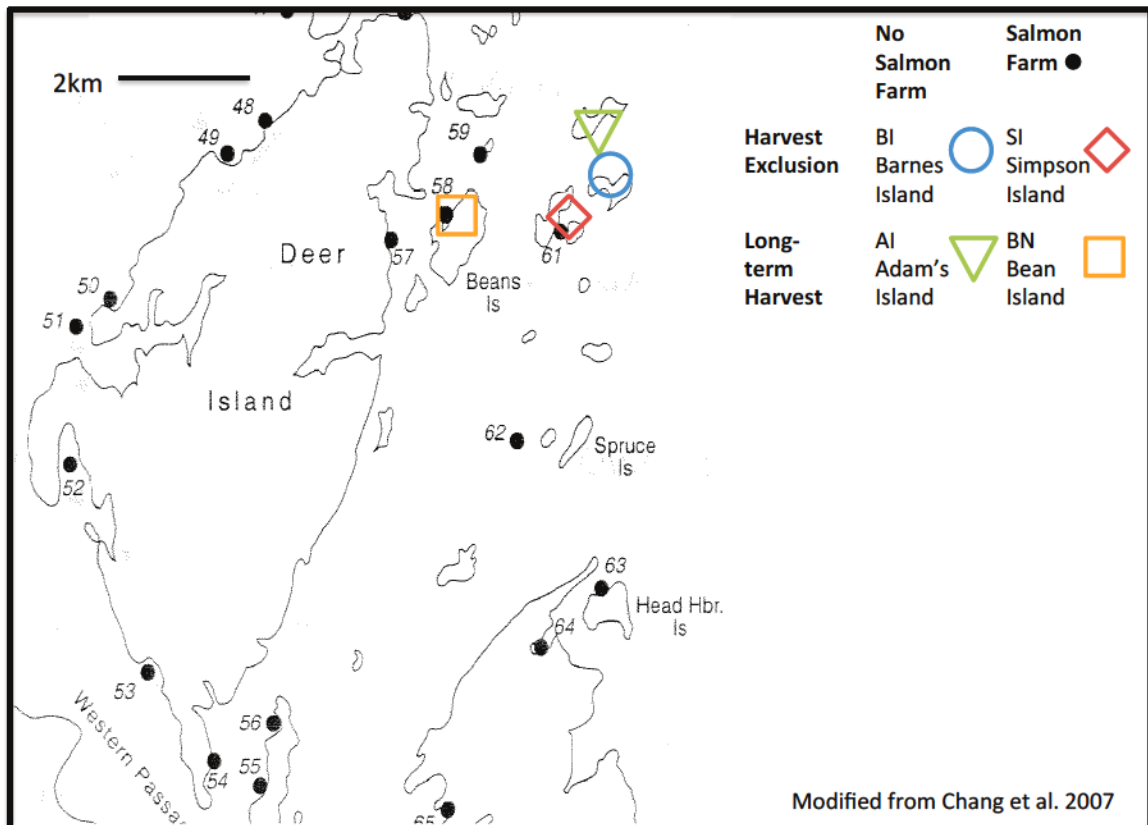 2km
48
49
59
58
57
61
Deer
Beans
Is
50
51
Island
62
Spruce
Is
52
63
Head Hbr.
Is
64
53
Western Passa
56
54
55
65
No
Salmon
Farm
Salmon
Farm
Harvest
Exclusion
BI
Barnes
Island
SI
Simpson
Island
Long-
term
Harvest
AI
Adam's
Island
BN
Bean
Island
Modified from Chang et al. 2007